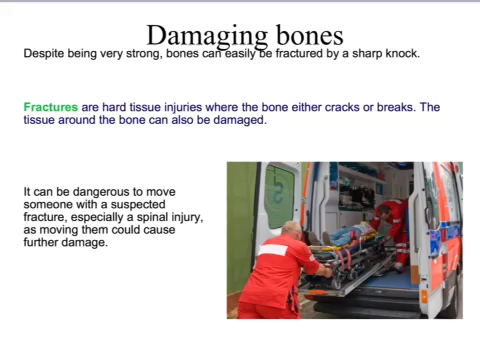 Damaging bones
Despite being very strong, bones can easily be fractured by a sharp knock.
Fractures are hard tissue injuries where the bone either cracks or breaks. The
tissue around the bone can also be damaged.
It can be dangerous to move
someone with a suspected
fracture, especially a spinal injury,
as moving them could cause
further damage.